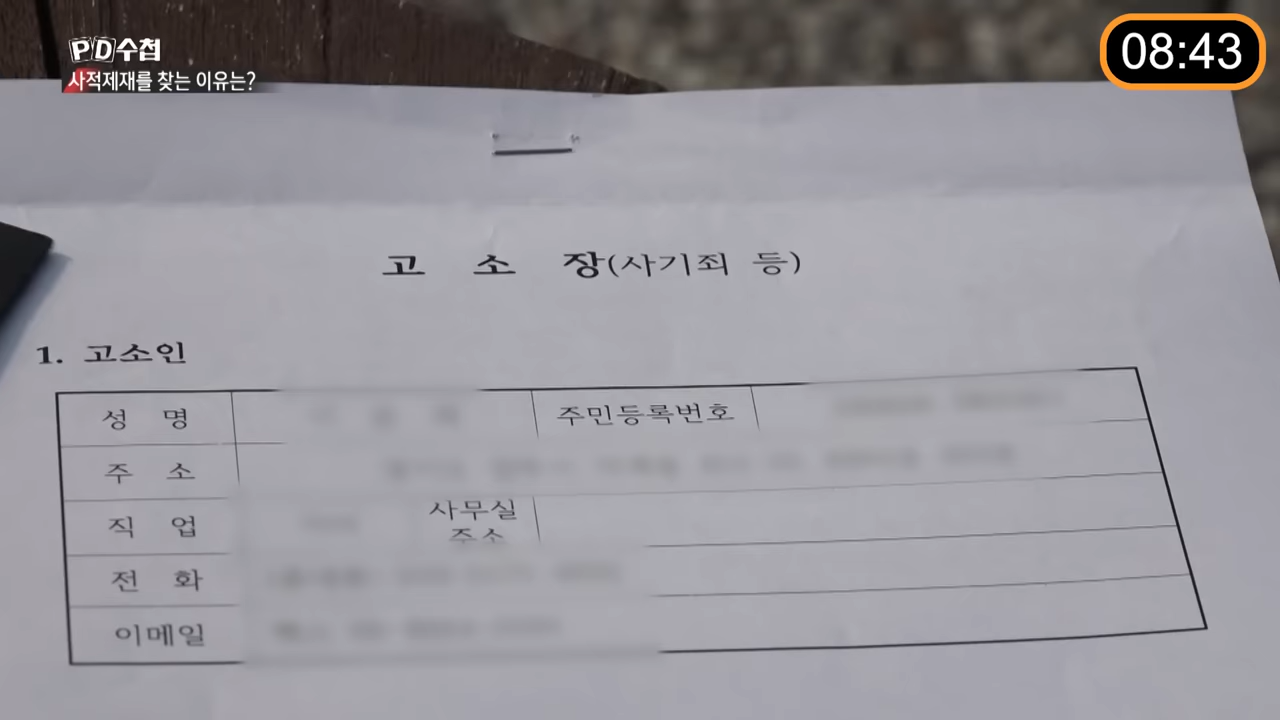 PD수첩
사적제재를 찾는 이유는?
08:43
고 소 장(사기죄 등)
1. 고소인
성 명
주민등록번호
주 소
직 업
사무실
주소
전 화
이메일